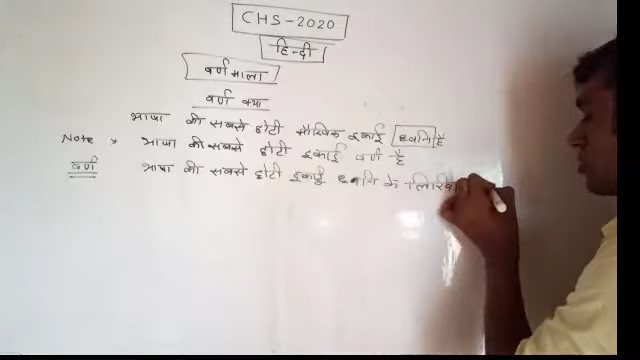 CHS-2020
हिन्दी
वर्णमाला
वर्ण क्या
भाषा की सबसे छोटी मौखिक इकाई ध्वनि है
Note * भाषा की सबसे छोटी इकाई वर्ण है
वर्ण भाषा की सबसे छोटी इकाई ध्वनि के लिखि